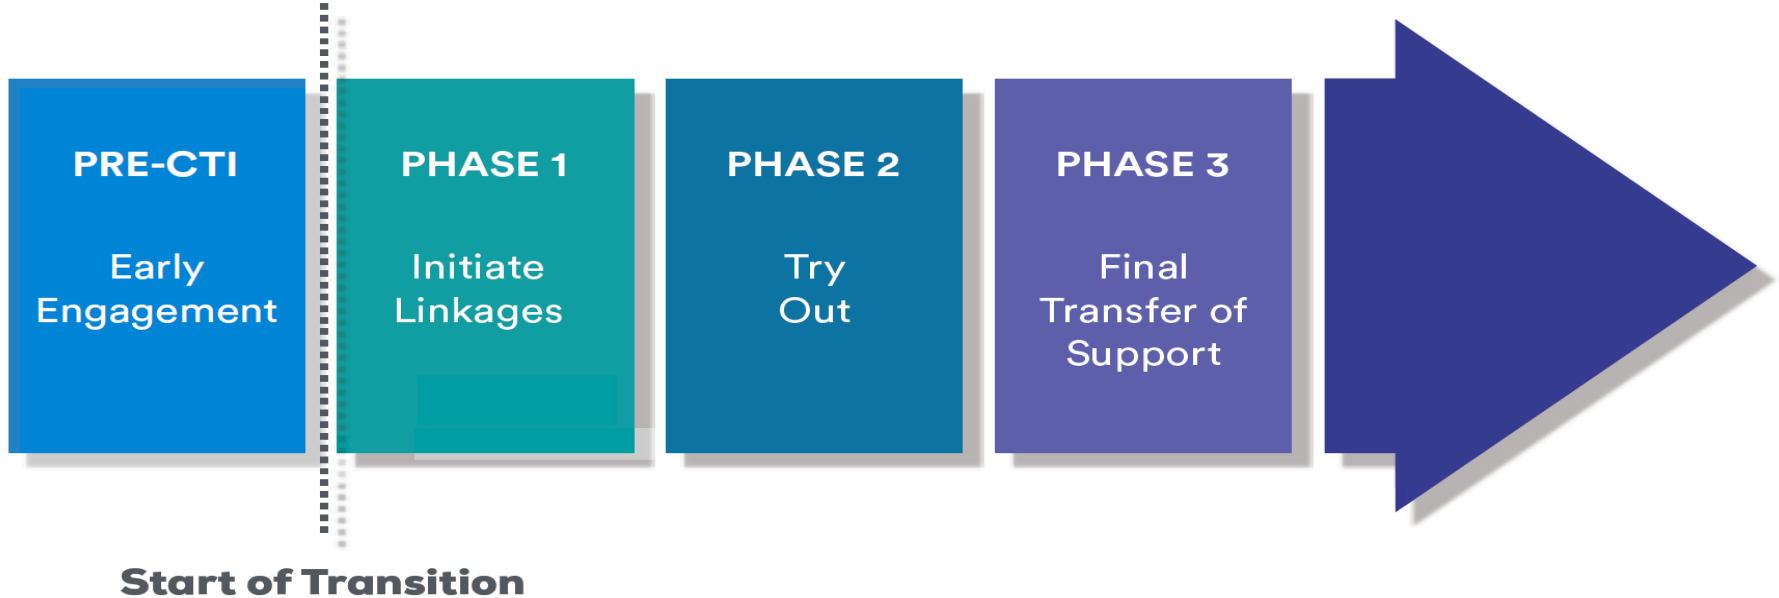 PRE-CTI
Early
Engagement
PHASE 1
Initiate
Linkages
PHASE 2
Try
Out
PHASE 3
Final
Transfer of
Support
Start of Transition